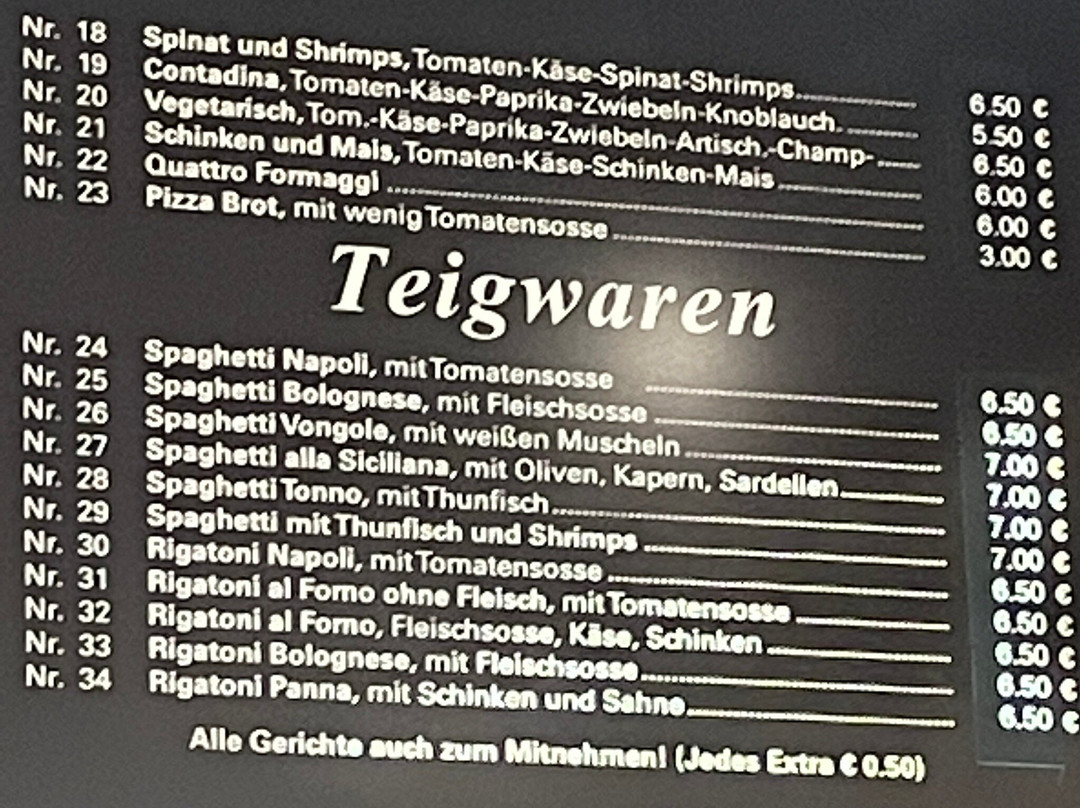 Nr. 18 Spinat und Shrimps, Tomaten-Käse-Spinat-Shrimps 6.50 €
Nr. 19 Contadina, Tomaten-Käse-Paprika-Zwiebeln-Knoblauch. 5.50 €
Nr. 20 Vegetarisch, Tom.-Käse-Paprika-Zwiebeln-Artisch.-Champ- 6.50 €
Nr. 21 Schinken und Mais, Tomaten-Käse-Schinken-Mais 6.00 €
Nr. 22 Quattro Formaggi 6.00 €
Nr. 23 Pizza Brot, mit wenig Tomatensosse 3.00 €
Teigwaren
Nr. 24 Spaghetti Napoli, mit Tomatensosse 6.50 €
Nr. 25 Spaghetti Bolognese, mit Fleischsosse 6.50 €
Nr. 26 Spaghetti Vongole, mit weißen Muscheln 7.00 €
Nr. 27 Spaghetti alla Siciliana, mit Oliven, Kapern, Sardellen 7.00 €
Nr. 28 Spaghetti Tonno, mit Thunfisch 7.00 €
Nr. 29 Spaghetti mit Thunfisch und Shrimps 7.00 €
Nr. 30 Rigatoni Napoli, mit Tomatensosse 6.50 €
Nr. 31 Rigatoni al Forno ohne Fleisch, mit Tomatensosse 6.50 €
Nr. 32 Rigatoni al Forno, Fleischsosse, Käse, Schinken 6.50 €
Nr. 33 Rigatoni Bolognese, mit Fleischsosse 6.50 €
Nr. 34 Rigatoni Panna, mit Schinken und Sahne 6.50 €
Alle Gerichte auch zum Mitnehmen! (Jedes Extra € 0.50)